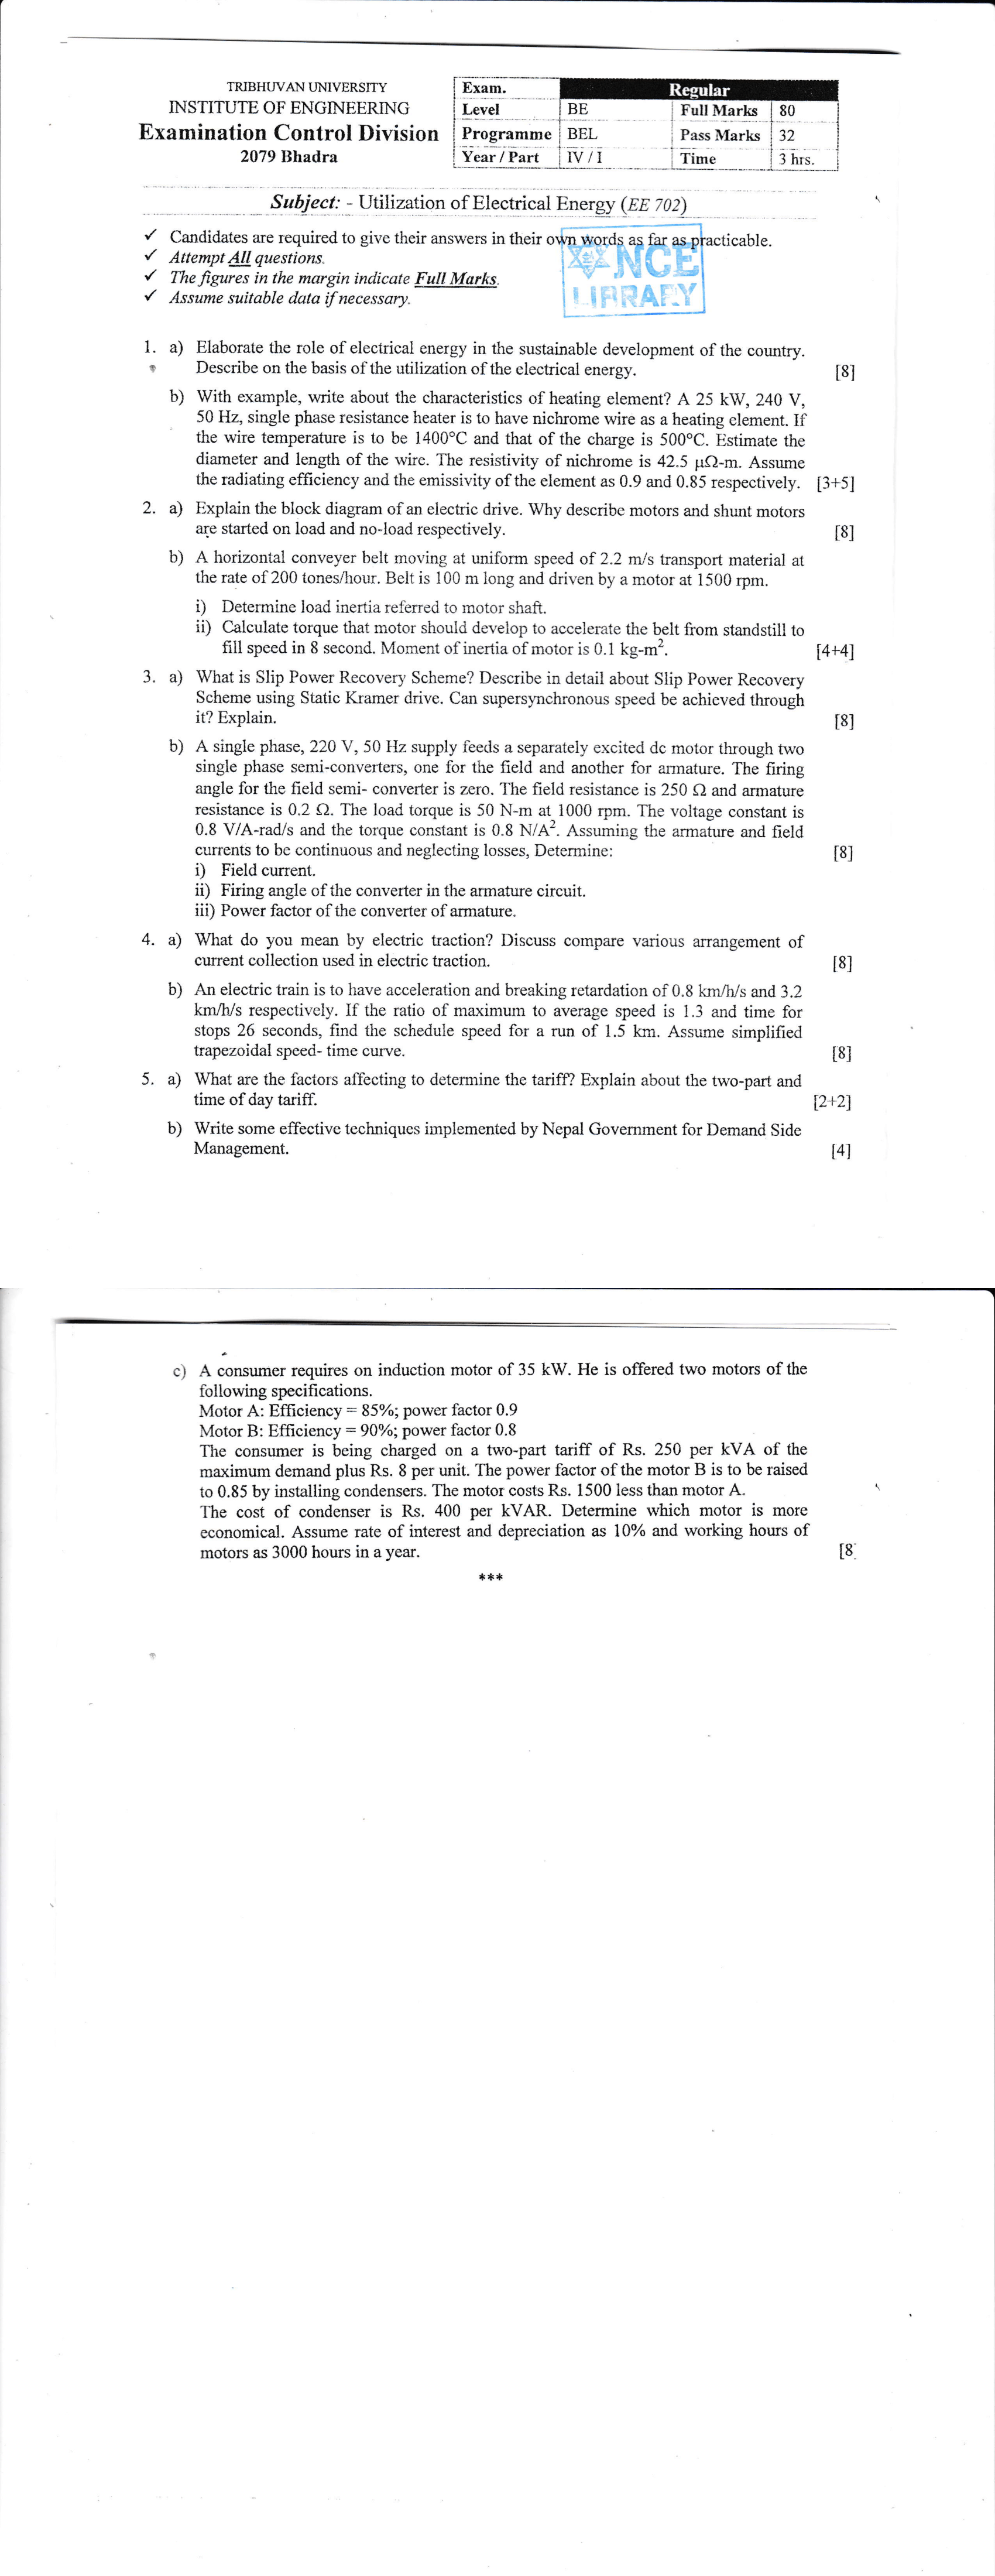 TRIBHUVAN UNIVERSITY
INSTITUTE OF ENGINEERING
Examination Control Division
2079 Bhadra
Exam. Regular
Level BE Full Marks 80
Programme BEL Pass Marks 32
Year / Part IV / I Time 3 hrs.
Subject: - Utilization of Electrical Energy (EE 702)
✓ Candidates are required to give their answers in their own words as far as practicable.
✓ Attempt All questions.
✓ The figures in the margin indicate Full Marks.
✓ Assume suitable data if necessary.
NCE
LIBRARY
1. a) Elaborate the role of electrical energy in the sustainable development of the country.
Describe on the basis of the utilization of the electrical energy. [8]
b) With example, write about the characteristics of heating element? A 25 kW, 240 V,
50 Hz, single phase resistance heater is to have nichrome wire as a heating element. If
the wire temperature is to be 1400°C and that of the charge is 500°C. Estimate the
diameter and length of the wire. The resistivity of nichrome is 42.5 μΩ-m. Assume
the radiating efficiency and the emissivity of the element as 0.9 and 0.85 respectively. [3+5]
2. a) Explain the block diagram of an electric drive. Why describe motors and shunt motors
are started on load and no-load respectively. [8]
b) A horizontal conveyer belt moving at uniform speed of 2.2 m/s transport material at
the rate of 200 tones/hour. Belt is 100 m long and driven by a motor at 1500 rpm.
i) Determine load inertia referred to motor shaft.
ii) Calculate torque that motor should develop to accelerate the belt from standstill to
fill speed in 8 second. Moment of inertia of motor is 0.1 kg-m². [4+4]
3. a) What is Slip Power Recovery Scheme? Describe in detail about Slip Power Recovery
Scheme using Static Kramer drive. Can supersynchronous speed be achieved through
it? Explain. [8]
b) A single phase, 220 V, 50 Hz supply feeds a separately excited dc motor through two
single phase semi-converters, one for the field and another for armature. The firing
angle for the field semi- converter is zero. The field resistance is 250 Ω and armature
resistance is 0.2 Ω. The load torque is 50 N-m at 1000 rpm. The voltage constant is
0.8 V/A-rad/s and the torque constant is 0.8 N/A². Assuming the armature and field
currents to be continuous and neglecting losses, Determine: [8]
i) Field current.
ii) Firing angle of the converter in the armature circuit.
iii) Power factor of the converter of armature.
4. a) What do you mean by electric traction? Discuss compare various arrangement of
current collection used in electric traction. [8]
b) An electric train is to have acceleration and breaking retardation of 0.8 km/h/s and 3.2
km/h/s respectively. If the ratio of maximum to average speed is 1.3 and time for
stops 26 seconds, find the schedule speed for a run of 1.5 km. Assume simplified
trapezoidal speed- time curve. [8]
5. a) What are the factors affecting to determine the tariff? Explain about the two-part and
time of day tariff. [2+2]
b) Write some effective techniques implemented by Nepal Government for Demand Side
Management. [4]
c) A consumer requires on induction motor of 35 kW. He is offered two motors of the
following specifications.
Motor A: Efficiency = 85%; power factor 0.9
Motor B: Efficiency = 90%; power factor 0.8
The consumer is being charged on a two-part tariff of Rs. 250 per kVA of the
maximum demand plus Rs. 8 per unit. The power factor of the motor B is to be raised
to 0.85 by installing condensers. The motor costs Rs. 1500 less than motor A.
The cost of condenser is Rs. 400 per kVAR. Determine which motor is more
economical. Assume rate of interest and depreciation as 10% and working hours of
motors as 3000 hours in a year. [8]
***